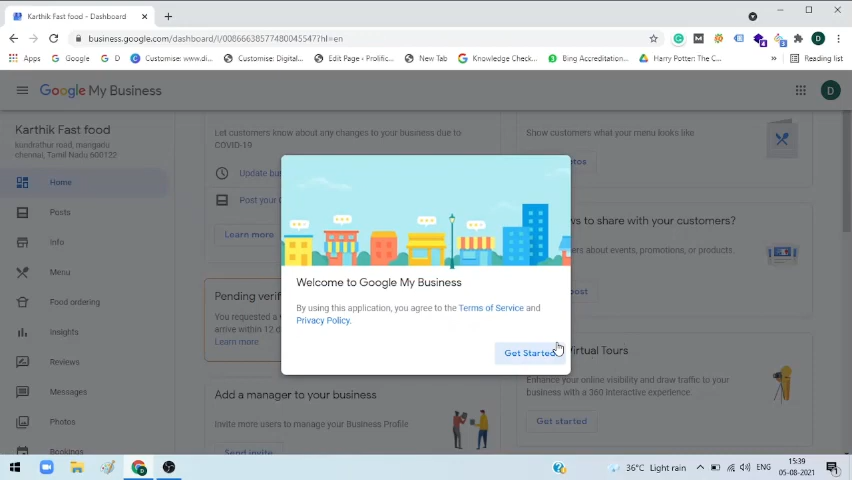 Karthik Fast food - Dashboard
business.google.com/dashboard/l/00866638577480045547?hl=en
Apps
Google
G D
Customise: www.di...
Customise: Digital...
Edit Page - Prolific...
New Tab
Knowledge Check...
Bing Accreditation...
Harry Potter: The C...
»
Reading list
Google My Business
D
Karthik Fast food
kundrathur road, mangadu
chennai, Tamil Nadu 600122
Home
Posts
Info
Menu
Food ordering
Insights
Reviews
Messages
Photos
Bookings
Let customers know about any changes to your business due to
COVID-19
Post your
Learn more
Pending verif
You requested a
arrive within 12 d
Learn more
Add a manager to your business
Invite more users to manage your Business Profile
Send invite
Welcome to Google My Business
By using this application, you agree to the Terms of Service and
Privacy Policy.
Get Started
Show customers what your menu looks like
otos
ws to share with your customers?
ers about events, promotions, or products.
post
Virtual Tours
Enhance your online visibility and draw traffic to your
business with a 360 interactive experience.
Get started
36°C Light rain
ENG
15:39
05-08-2021